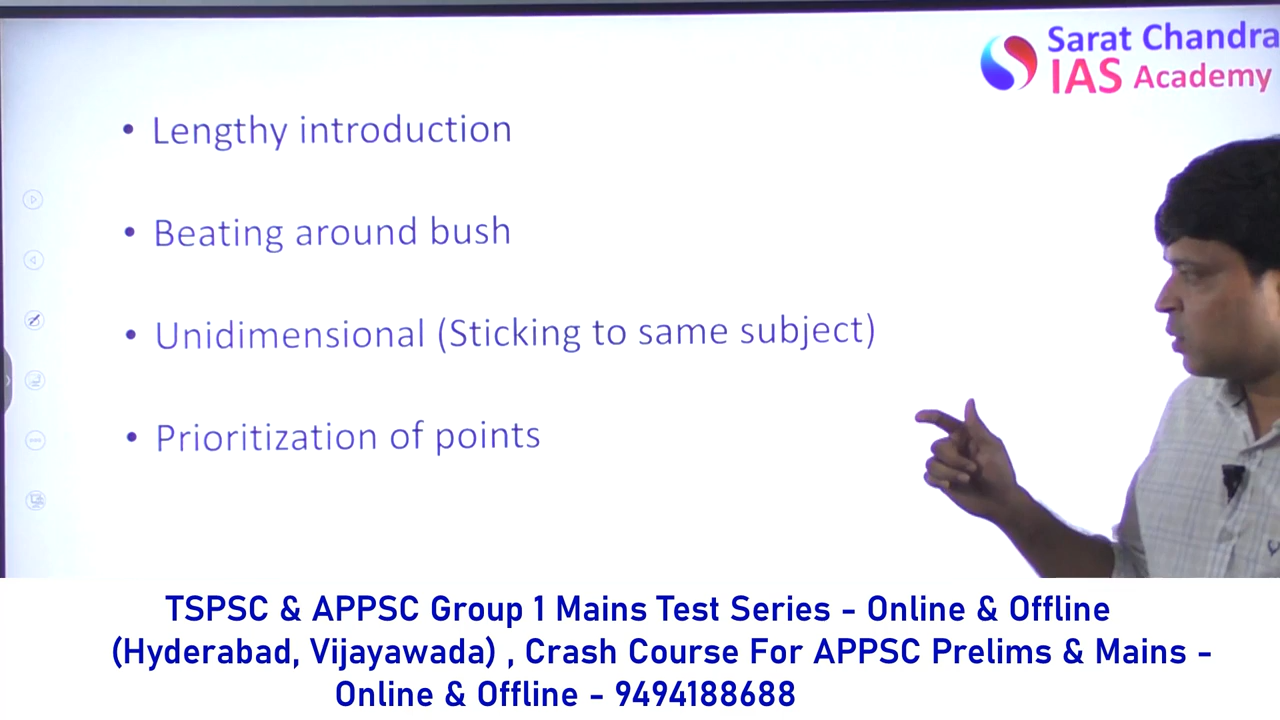 Sarat Chandra
IAS Academy
• Lengthy introduction
• Beating around bush
• Unidimensional (Sticking to same subject)
• Prioritization of points
TSPSC & APPSC Group 1 Mains Test Series - Online & Offline
(Hyderabad, Vijayawada) , Crash Course For APPSC Prelims & Mains -
Online & Offline - 9494188688